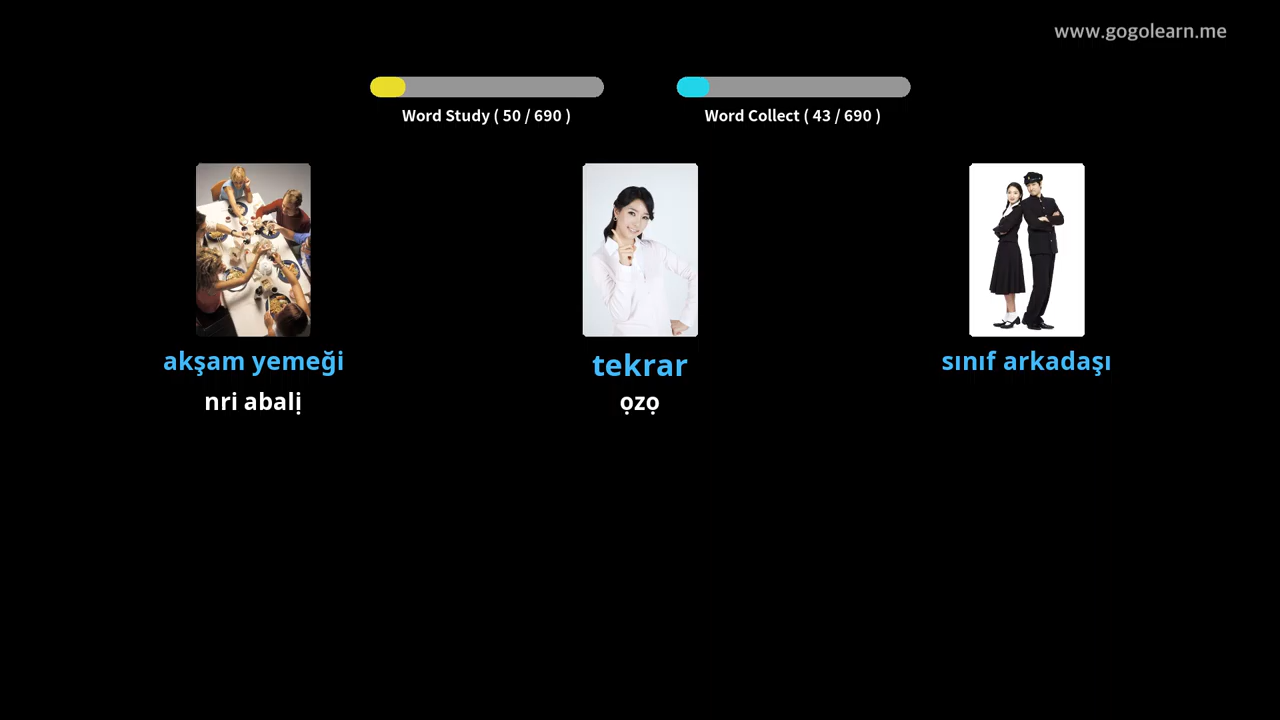 www.gogolearn.me
Word Study ( 50 / 690 )
Word Collect ( 43 / 690 )
akşam yemeği
nri abalị
tekrar
ọzọ
sınıf arkadaşı